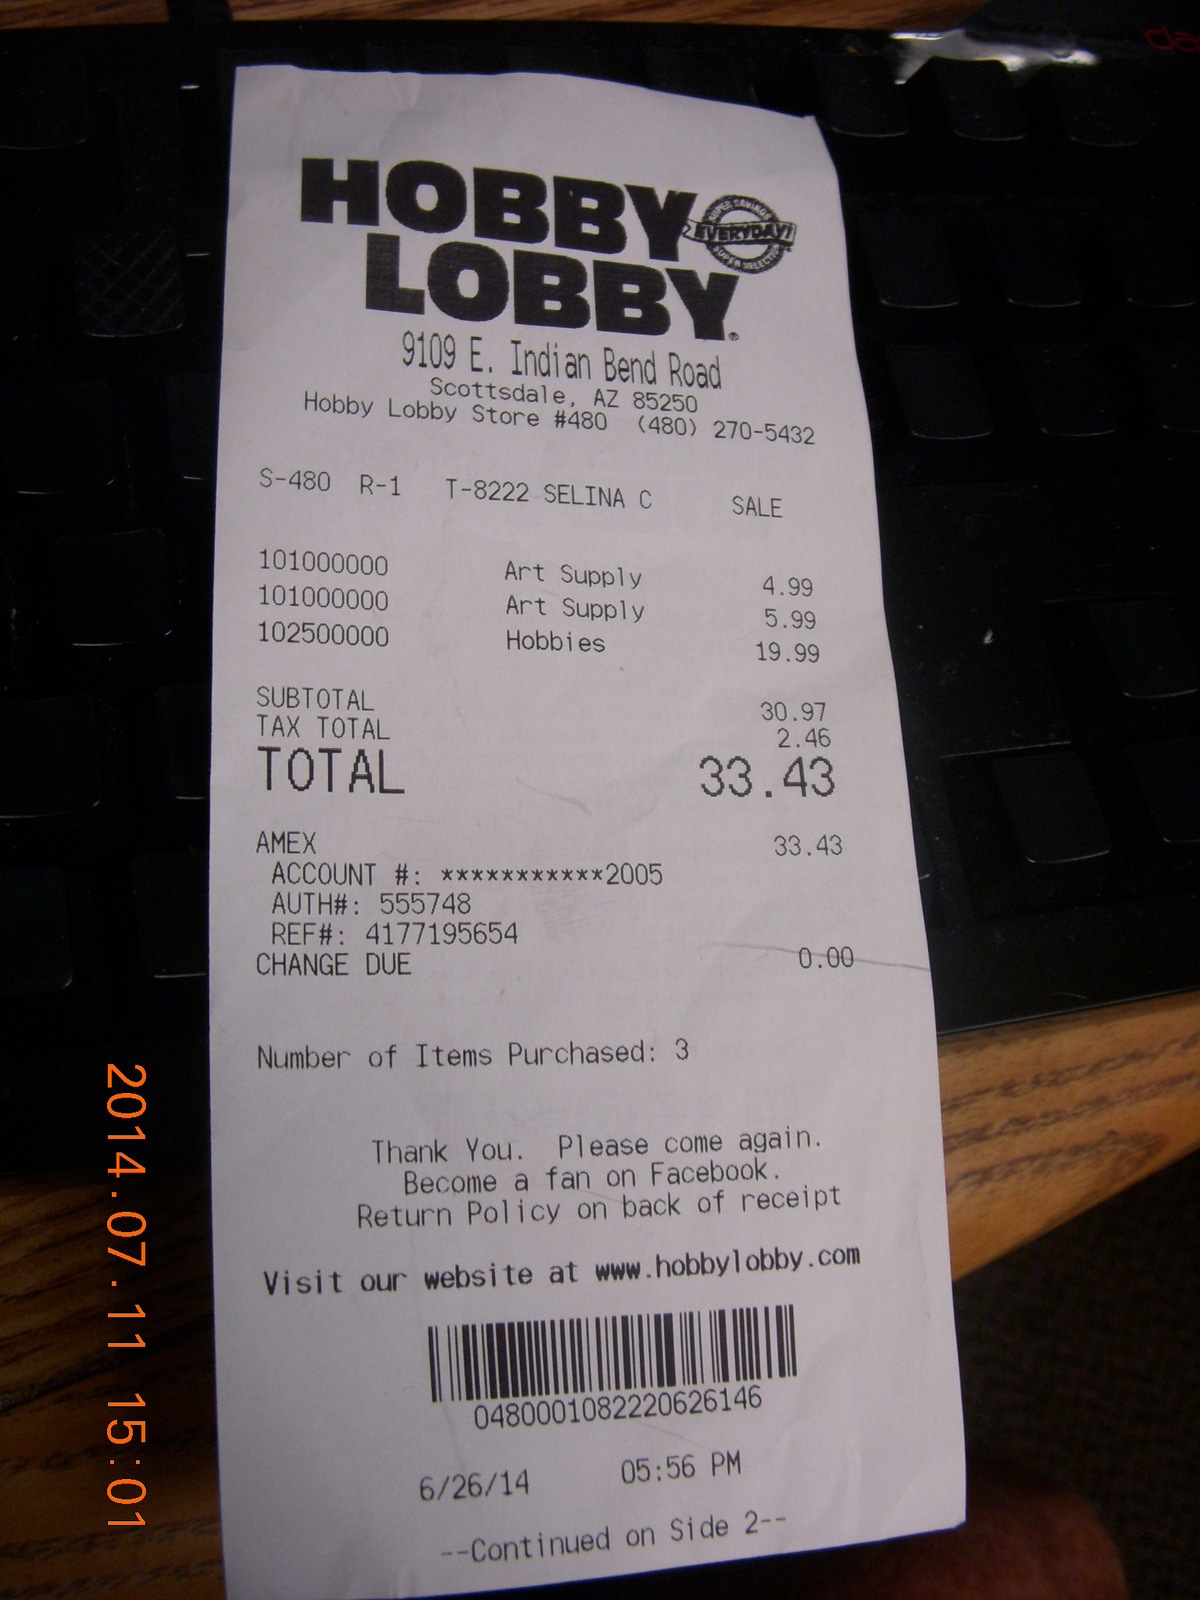 HOBBY
LOBBY®
SUPER SAVINGS
EVERYDAY!
SUPER SELECTION
9109 E. Indian Bend Road
Scottsdale, AZ 85250
Hobby Lobby Store #480 (480) 270-5432
S-480 R-1 T-8222 SELINA C SALE
101000000 Art Supply 4.99
101000000 Art Supply 5.99
102500000 Hobbies 19.99
SUBTOTAL 30.97
TAX TOTAL 2.46
TOTAL 33.43
AMEX 33.43
ACCOUNT #: ***********2005
AUTH#: 555748
REF#: 4177195654
CHANGE DUE 0.00
Number of Items Purchased: 3
Thank You. Please come again.
Become a fan on Facebook.
Return Policy on back of receipt
Visit our website at www.hobbylobby.com
0480001082220626146
6/26/14 05:56 PM
--Continued on Side 2--
2014.07.11 15:01